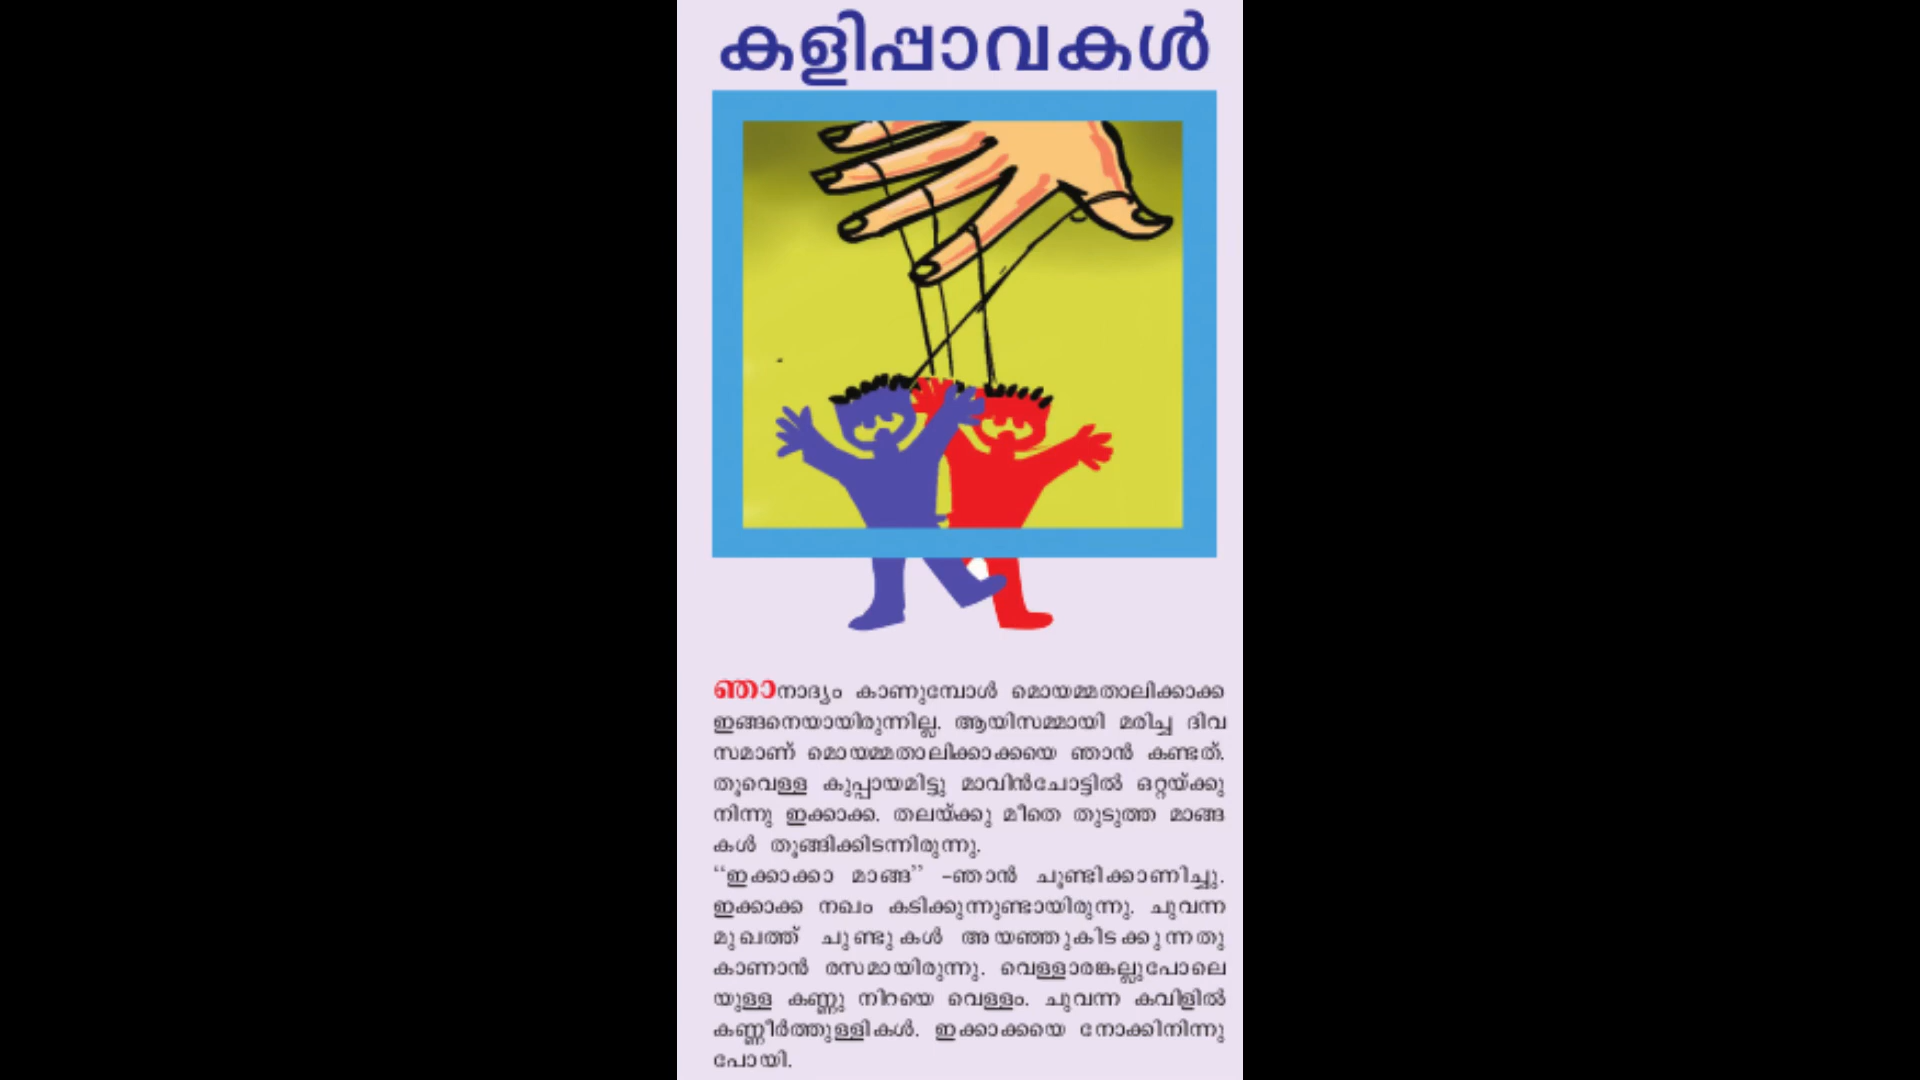 കളിപ്പാവകൾ
ഞാനാദ്യം കാണുമ്പോൾ മൊയമ്മതാലിക്കാക്ക
ഇങ്ങനെയായിരുന്നില്ല. ആയിസമ്മായി മരിച്ച ദിവ
സമാണ് മൊയമ്മതാലിക്കാക്കയെ ഞാൻ കണ്ടത്.
തൂവെള്ള കുപ്പായമിട്ടു മാവിൻചോട്ടിൽ ഒറ്റയ്ക്കു
നിന്നു ഇക്കാക്ക. തലയ്ക്കു മീതെ തുടുത്ത മാങ്ങ
കൾ തൂങ്ങിക്കിടന്നിരുന്നു.
“ഇക്കാക്കാ മാങ്ങ” -ഞാൻ ചൂണ്ടിക്കാണിച്ചു.
ഇക്കാക്ക നഖം കടിക്കുന്നുണ്ടായിരുന്നു. ചുവന്ന
മുഖത്ത് ചുണ്ടുകൾ അയഞ്ഞുകിടക്കുന്നതു
കാണാൻ രസമായിരുന്നു. വെള്ളാരങ്കല്ലുപോലെ
യുള്ള കണ്ണു നിറയെ വെള്ളം. ചുവന്ന കവിളിൽ
കണ്ണീർത്തുള്ളികൾ. ഇക്കാക്കയെ നോക്കിനിന്നു
പോയി.